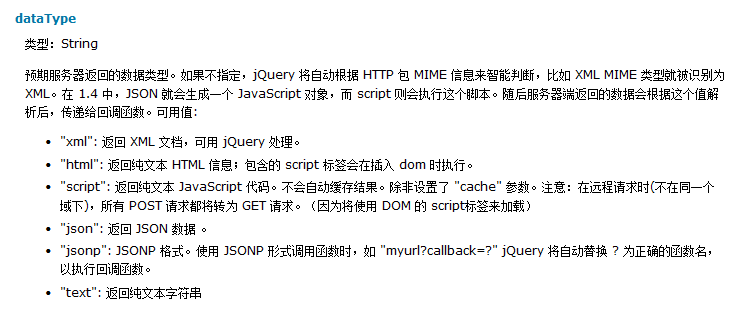 dataType
类型：String
预期服务器返回的数据类型。如果不指定，jQuery 将自动根据 HTTP 包 MIME 信息来智能判断，比如 XML MIME 类型就被识别为
XML。在 1.4 中，JSON 就会生成一个 JavaScript 对象，而 script 则会执行这个脚本。随后服务器端返回的数据会根据这个值解
析后，传递给回调函数。可用值:
• "xml": 返回 XML 文档，可用 jQuery 处理。
• "html": 返回纯文本 HTML 信息；包含的 script 标签会在插入 dom 时执行。
• "script": 返回纯文本 JavaScript 代码。不会自动缓存结果。除非设置了 "cache" 参数。注意：在远程请求时(不在同一个
域下)，所有 POST 请求都将转为 GET 请求。（因为将使用 DOM 的 script标签来加载）
• "json": 返回 JSON 数据 。
• "jsonp": JSONP 格式。使用 JSONP 形式调用函数时，如 "myurl?callback=?" jQuery 将自动替换 ? 为正确的函数名，
以执行回调函数。
• "text": 返回纯文本字符串